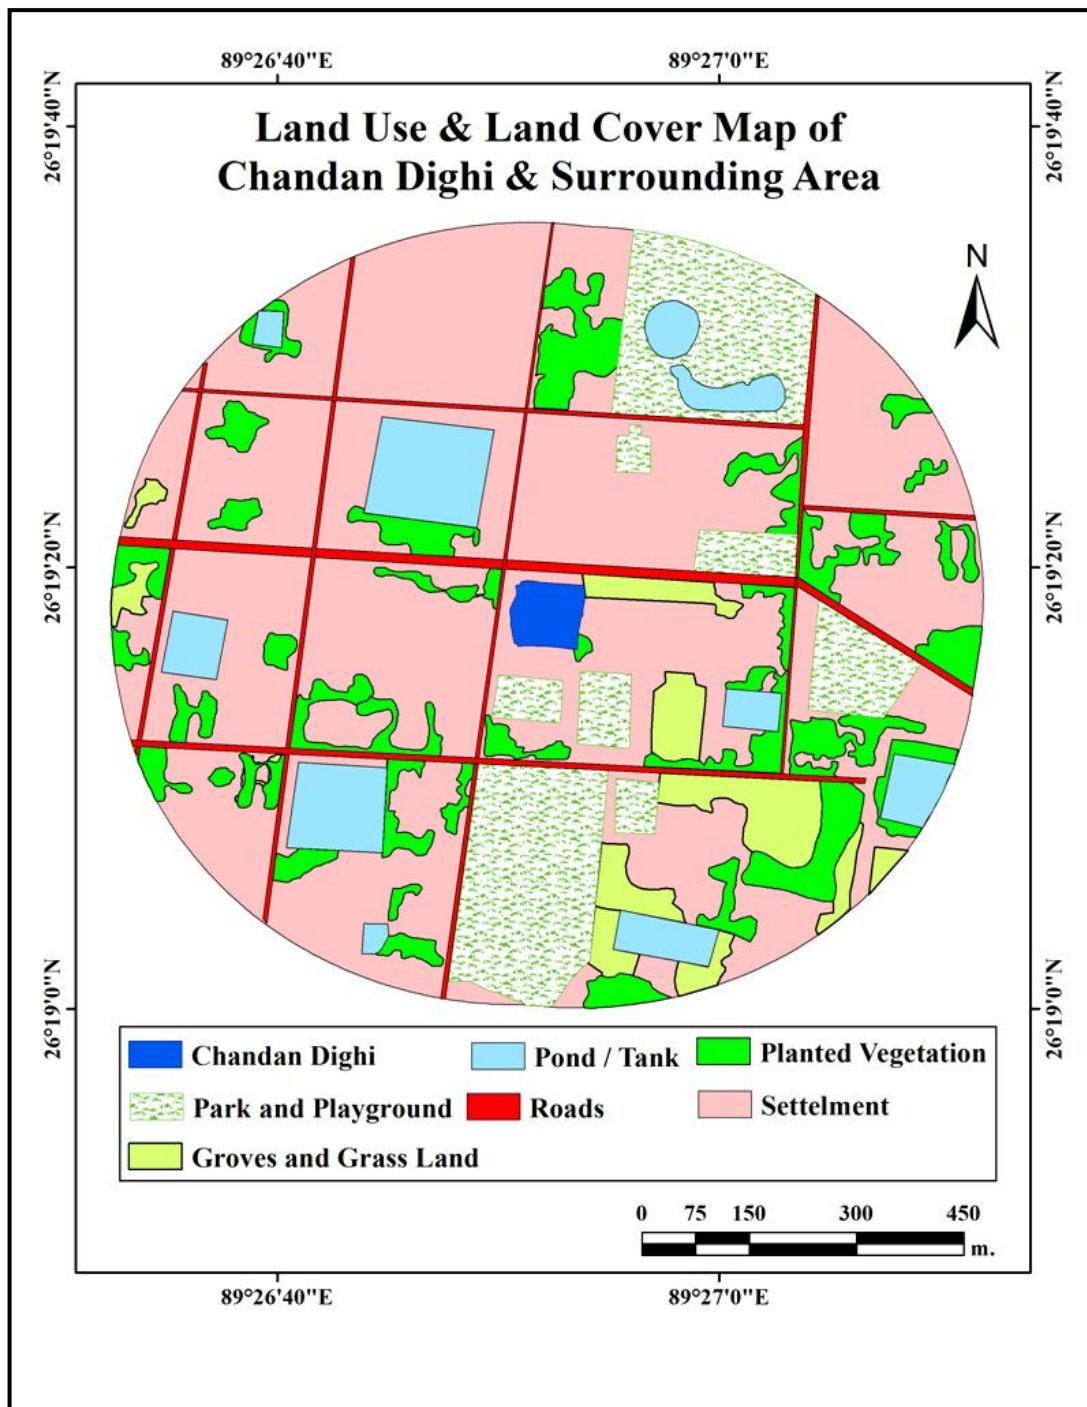 89°26'40"E
89°27'0"E
26°19'40"N
26°19'40"N
Land Use & Land Cover Map of
Chandan Dighi & Surrounding Area
N
26°19'20"N
26°19'20"N
26°19'0"N
26°19'0"N
Chandan Dighi
Pond / Tank
Planted Vegetation
Park and Playground
Roads
Settelment
Groves and Grass Land
0 75 150 300 450
m.
89°26'40"E
89°27'0"E